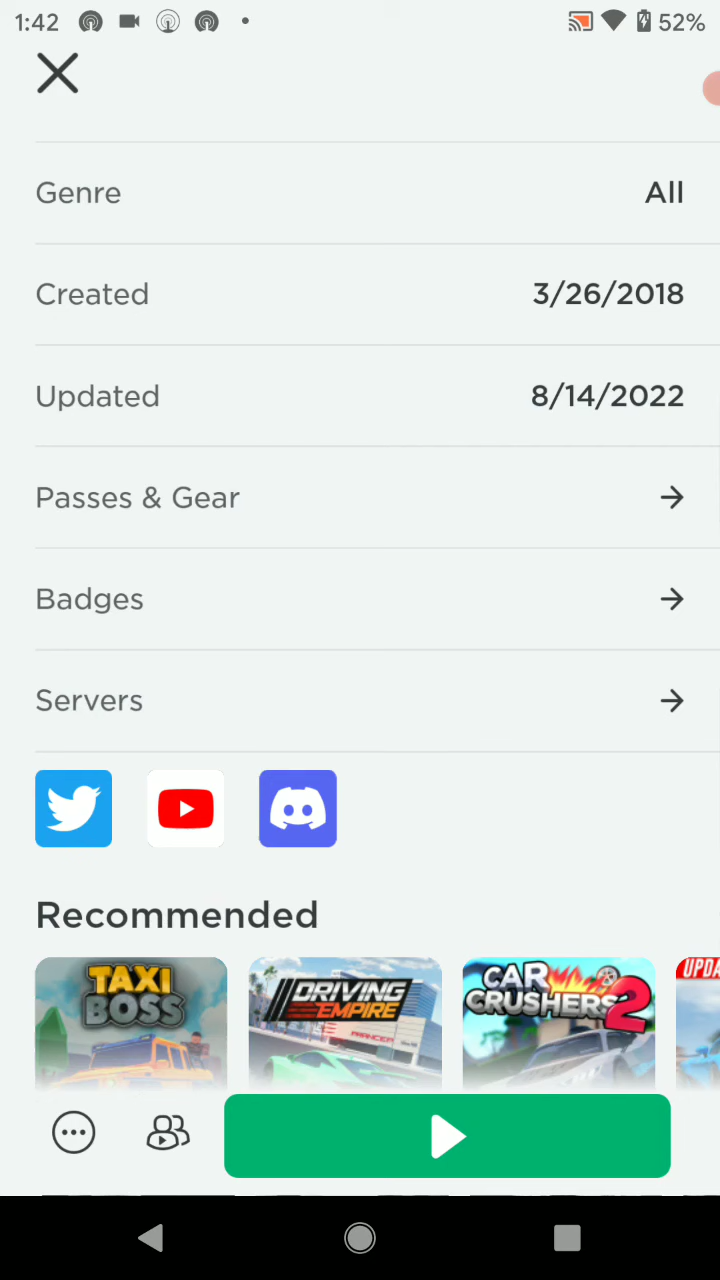 1:42 52%
Genre All
Created 3/26/2018
Updated 8/14/2022
Passes & Gear
Badges
Servers
Recommended
TAXI BOSS
DRIVING EMPIRE
CAR CRUSHERS 2
UPDA